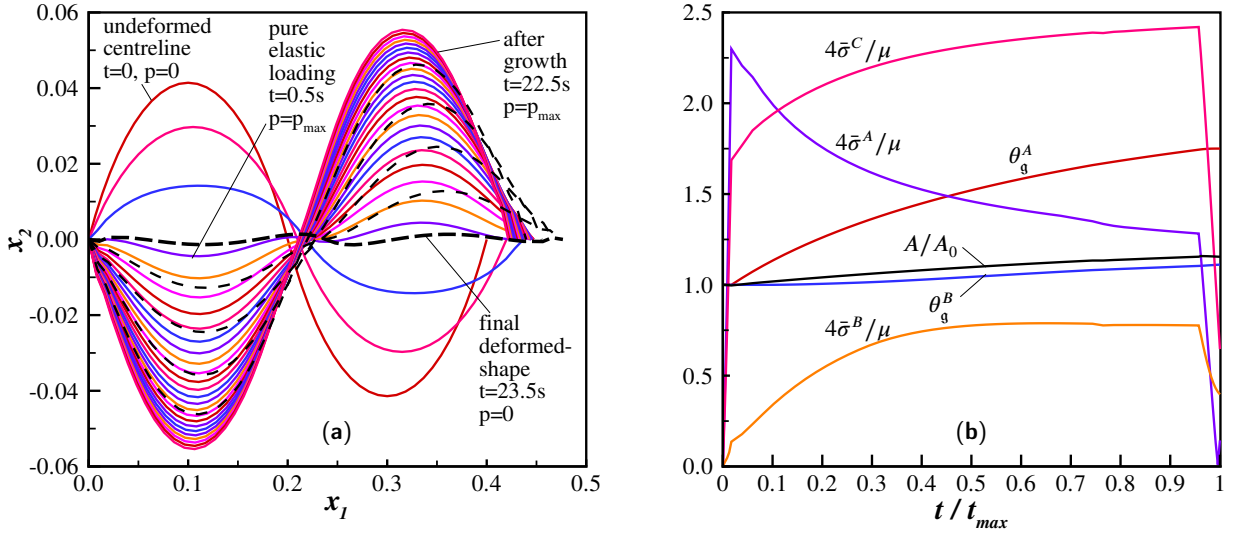 undeformed
centreline
t=0, p=0
pure
elastic
loading
t=0.5s
p=p_max
after
growth
t=22.5s
p=p_max
final
deformed-
shape
t=23.5s
p=0
(a)
0.06
0.04
0.02
0.00
-0.02
-0.04
-0.06
x_2
0.0 0.1 0.2 0.3 0.4 0.5
x_1
4σ̄^C/μ
4σ̄^A/μ
θ_g^A
A/A_0
θ_g^B
4σ̄^B/μ
(b)
2.5
2.0
1.5
1.0
0.5
0.0
0 0.1 0.2 0.3 0.4 0.5 0.6 0.7 0.8 0.9 1
t / t_max